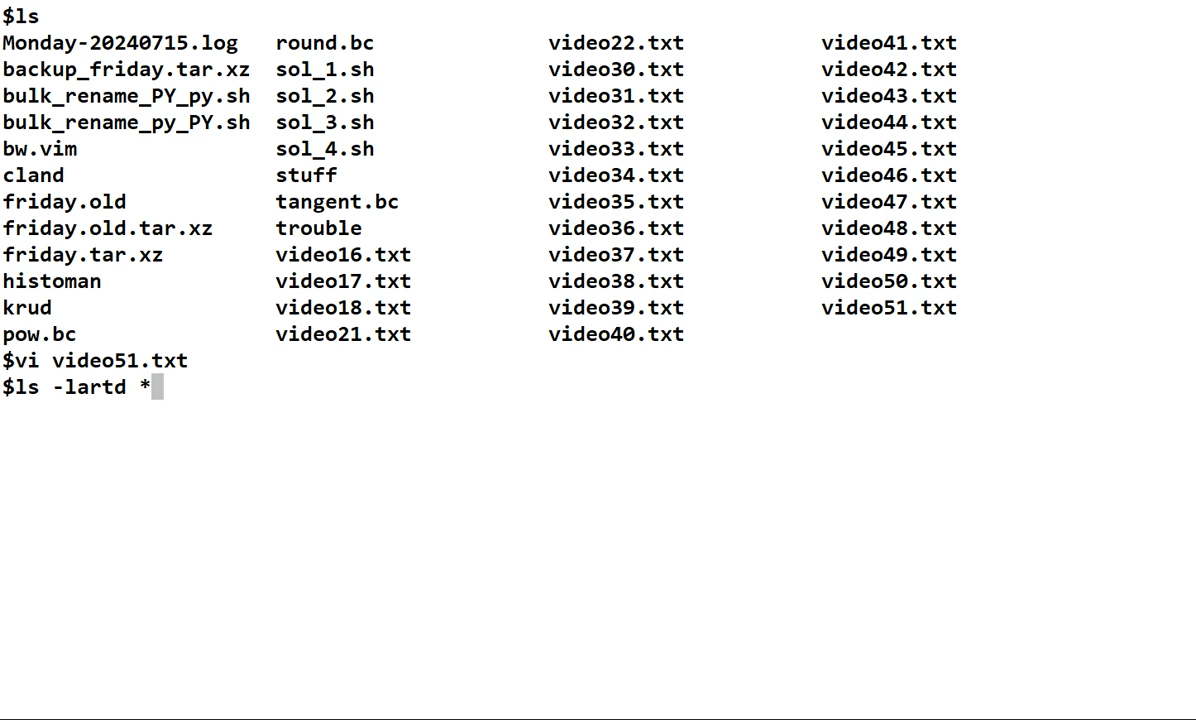 $ls
Monday-20240715.log   round.bc              video22.txt           video41.txt
backup_friday.tar.xz  sol_1.sh              video30.txt           video42.txt
bulk_rename_PY_py.sh  sol_2.sh              video31.txt           video43.txt
bulk_rename_py_PY.sh  sol_3.sh              video32.txt           video44.txt
bw.vim                sol_4.sh              video33.txt           video45.txt
cland                 stuff                 video34.txt           video46.txt
friday.old            tangent.bc            video35.txt           video47.txt
friday.old.tar.xz     trouble               video36.txt           video48.txt
friday.tar.xz         video16.txt           video37.txt           video49.txt
histoman              video17.txt           video38.txt           video50.txt
krud                  video18.txt           video39.txt           video51.txt
pow.bc                video21.txt           video40.txt
$vi video51.txt
$ls -lartd *